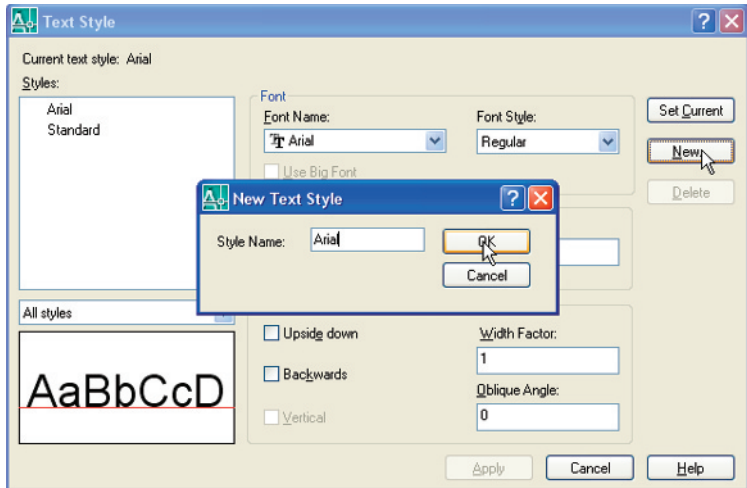 Text Style
Current text style: Arial
Styles:
Arial
Standard
Font
Font Name:
Arial
Use Big Font
Font Style:
Regular
Set Current
New
Delete
New Text Style
Style Name:
Arial
OK
Cancel
All styles
AaBbCcD
Upside down
Backwards
Vertical
Width Factor:
1
Oblique Angle:
0
Apply
Cancel
Help